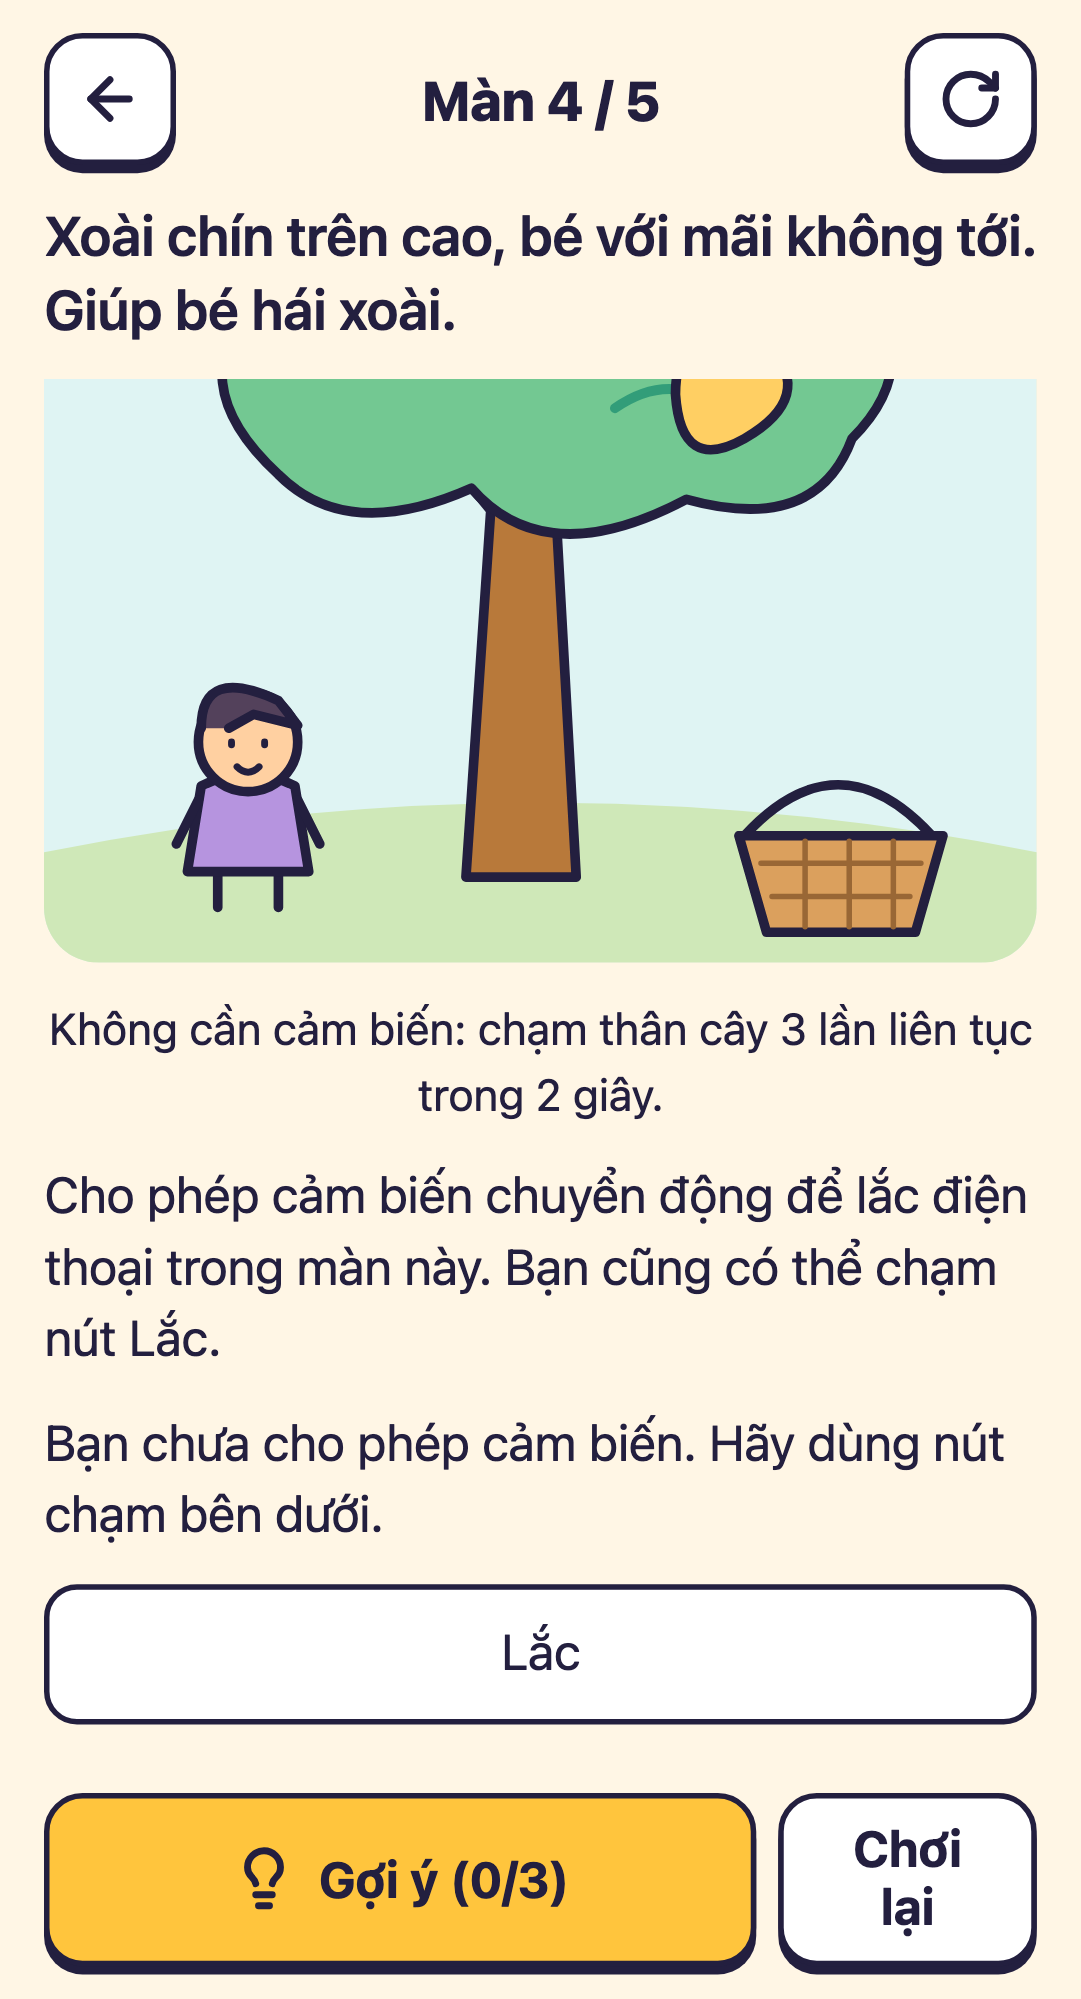 Màn 4 / 5
Xoài chín trên cao, bé với mãi không tới.
Giúp bé hái xoài.
Không cần cảm biến: chạm thân cây 3 lần liên tục
trong 2 giây.
Cho phép cảm biến chuyển động để lắc điện
thoại trong màn này. Bạn cũng có thể chạm
nút Lắc.
Bạn chưa cho phép cảm biến. Hãy dùng nút
chạm bên dưới.
Lắc
Gợi ý (0/3)
Chơi
lại